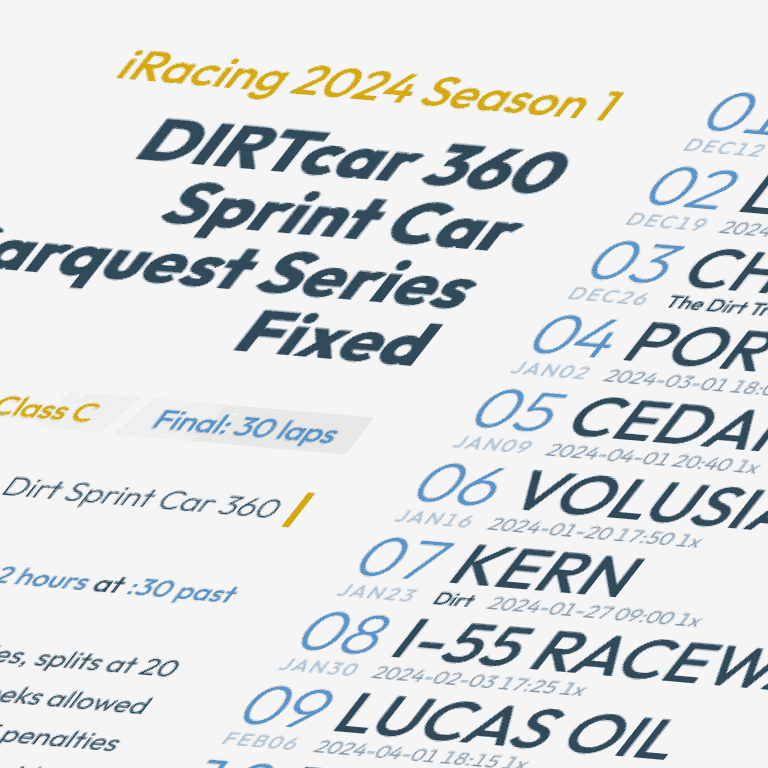 iRacing 2024 Season 1
DIRTcar 360
Sprint Car
arquest Series
Fixed
Class C
Final: 30 laps
Dirt Sprint Car 360
2 hours at :30 past
es, splits at 20
eeks allowed
penalties
01
DEC12
02
DEC19
03 CH
DEC26 The Dirt Tr
04 POR
JAN02 2024-03-01 18:0
05 CEDA
JAN09 2024-04-01 20:40 1x
06 VOLUSIA
JAN16 2024-01-20 17:50 1x
07 KERN
JAN23 Dirt 2024-01-27 09:00 1x
08 I-55 RACEW
JAN30 2024-02-03 17:25 1x
09 LUCAS OIL
FEB06 2024-04-01 18:15 1x